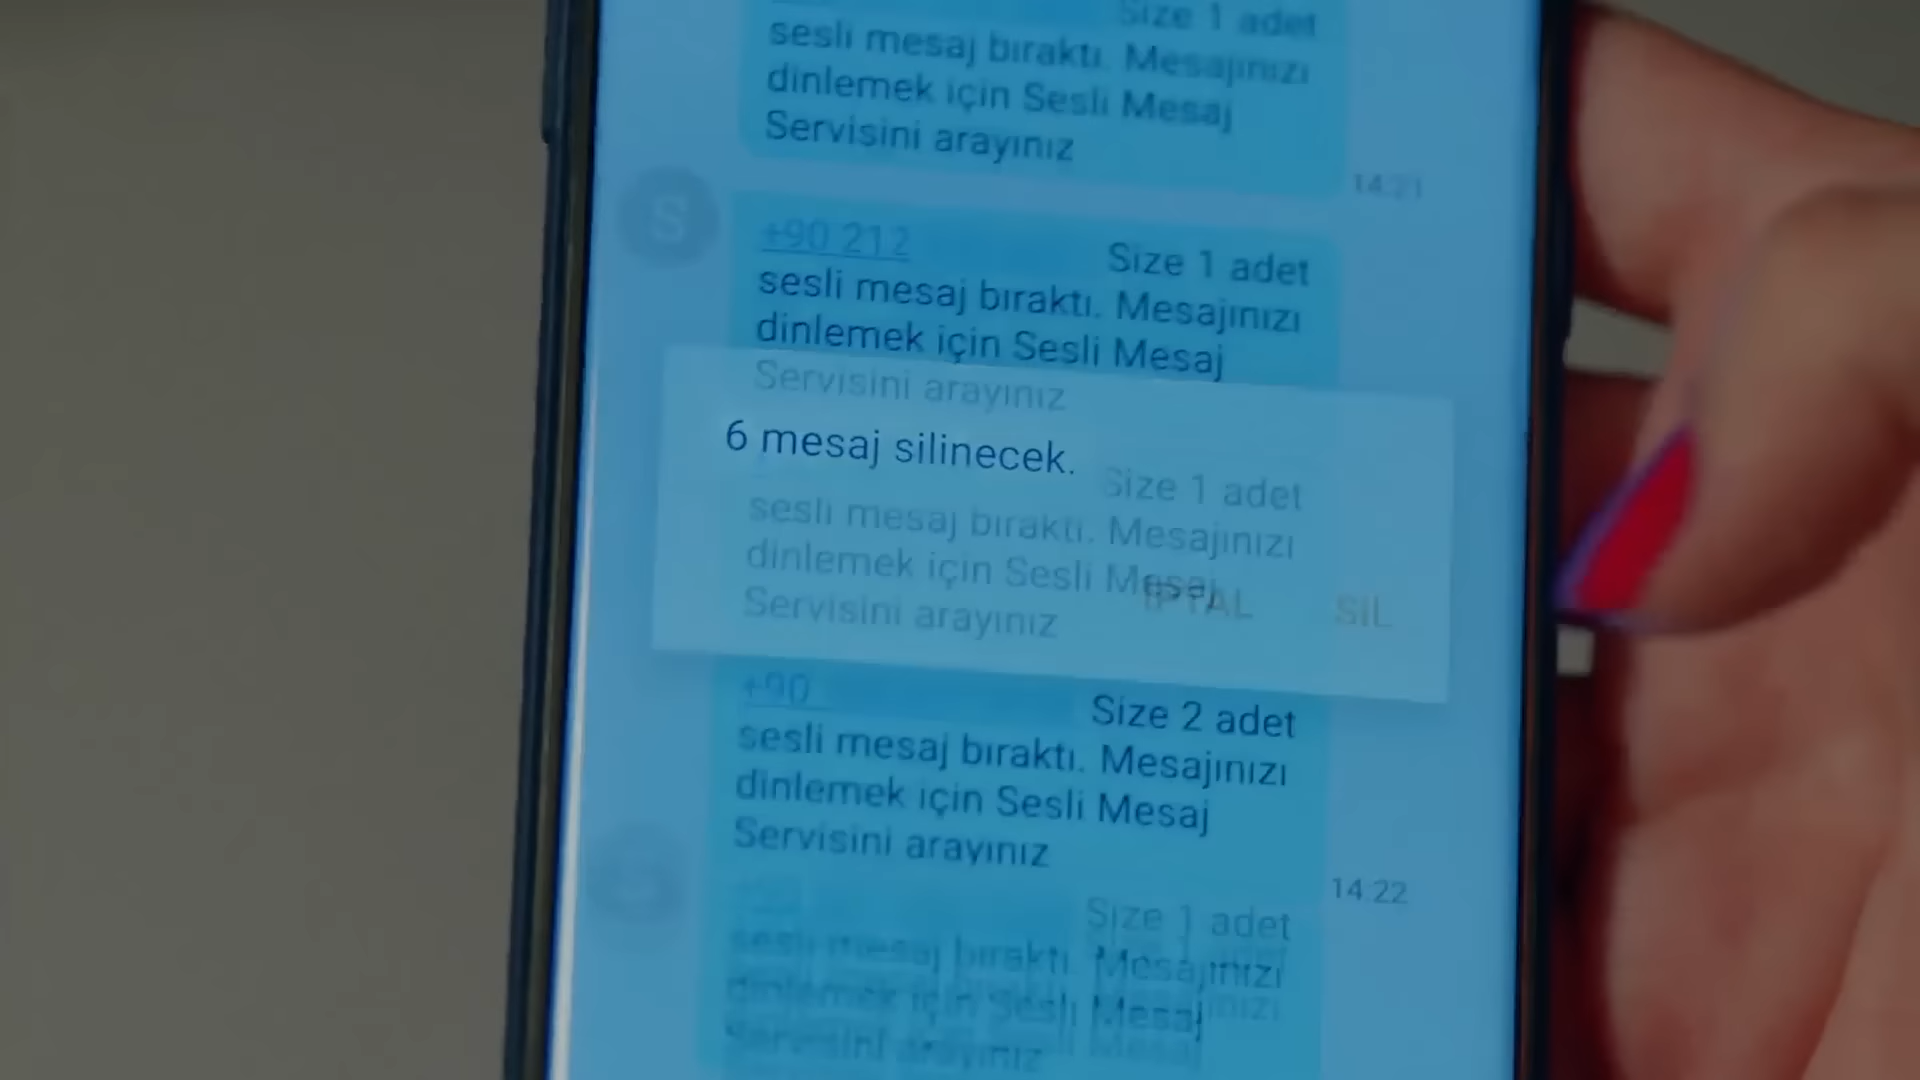 Size 1 adet
sesli mesaj bıraktı. Mesajınızı
dinlemek için Sesli Mesaj
Servisini arayınız
14:21
S
+90 212 Size 1 adet
sesli mesaj bıraktı. Mesajınızı
dinlemek için Sesli Mesaj
Servisini arayınız
6 mesaj silinecek.
Size 1 adet
sesli mesaj bıraktı. Mesajınızı
dinlemek için Sesli Mesaj
İPTAL SİL
Servisini arayınız
+90 Size 2 adet
sesli mesaj bıraktı. Mesajınızı
dinlemek için Sesli Mesaj
Servisini arayınız
14:22
Size 1 adet
sesli mesaj bıraktı. Mesajınızı
dinlemek için Sesli Mesaj
Servisini arayınız